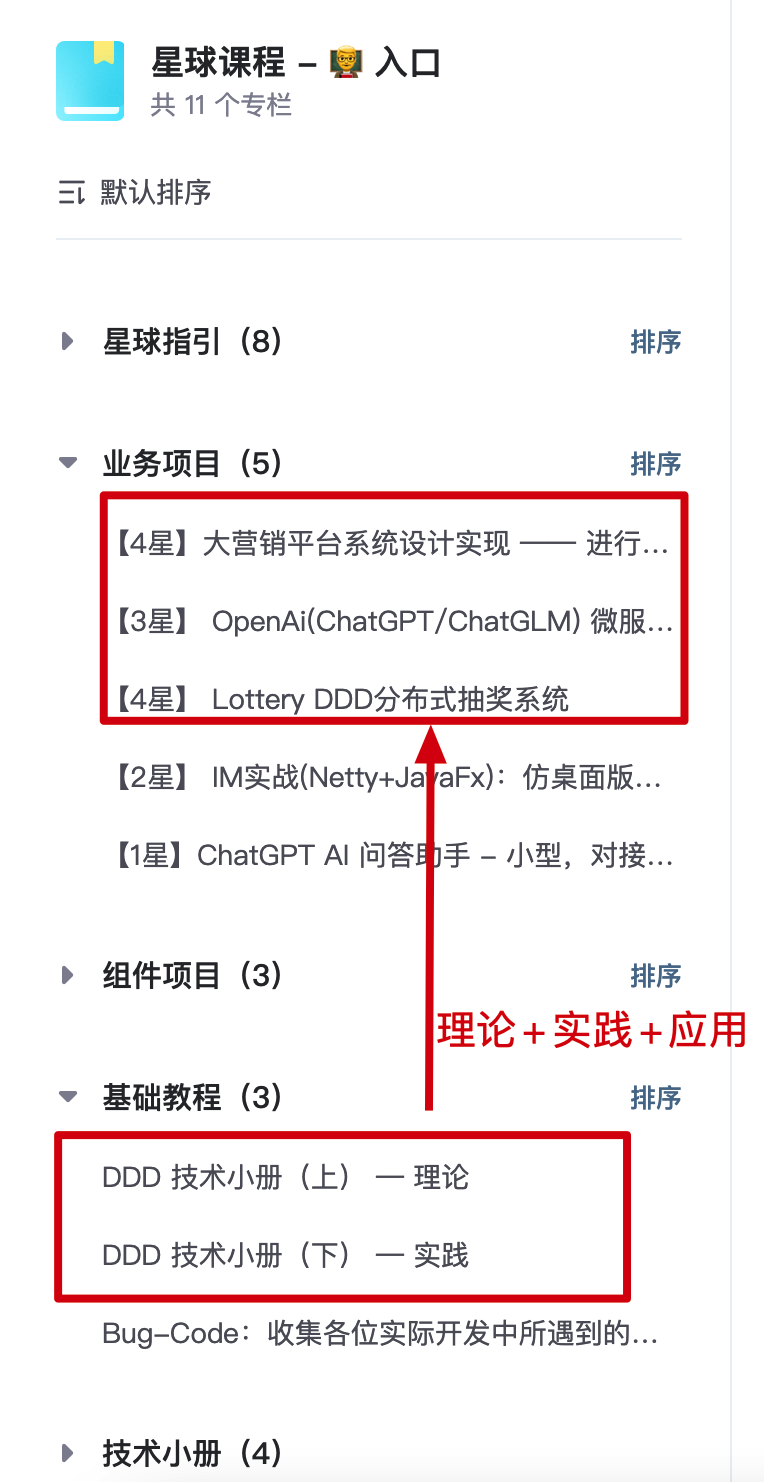 星球课程 – 👨‍🏫 入口
共 11 个专栏
默认排序
星球指引（8） 排序
业务项目（5） 排序
【4星】大营销平台系统设计实现 —— 进行...
【3星】 OpenAi(ChatGPT/ChatGLM) 微服...
【4星】 Lottery DDD分布式抽奖系统
【2星】 IM实战(Netty+JavaFx)：仿桌面版...
【1星】ChatGPT AI 问答助手 – 小型，对接...
组件项目（3） 排序
理论+实践+应用
基础教程（3） 排序
DDD 技术小册（上） — 理论
DDD 技术小册（下） — 实践
Bug–Code：收集各位实际开发中所遇到的...
技术小册（4）